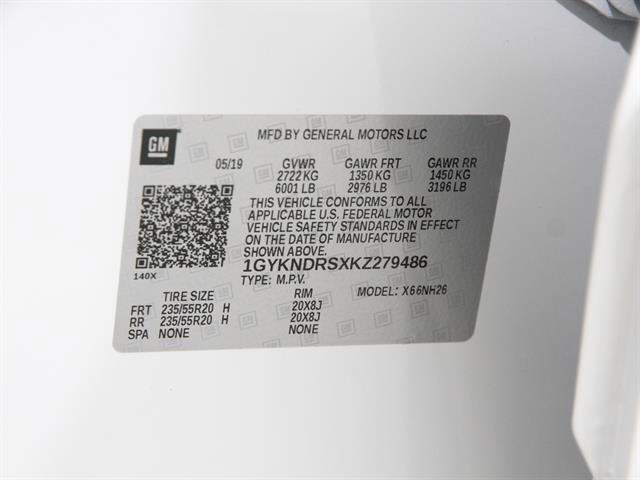 GM
MFD BY GENERAL MOTORS LLC
05/19 GVWR GAWR FRT GAWR RR
2722 KG 1350 KG 1450 KG
6001 LB 2976 LB 3196 LB
THIS VEHICLE CONFORMS TO ALL
APPLICABLE U.S. FEDERAL MOTOR
VEHICLE SAFETY STANDARDS IN EFFECT
ON THE DATE OF MANUFACTURE
SHOWN ABOVE.
140X
1GYKNDRSXKZ279486
TYPE: M.P.V. MODEL: X66NH26
TIRE SIZE RIM
FRT 235/55R20 H 20X8J
RR 235/55R20 H 20X8J
SPA NONE NONE